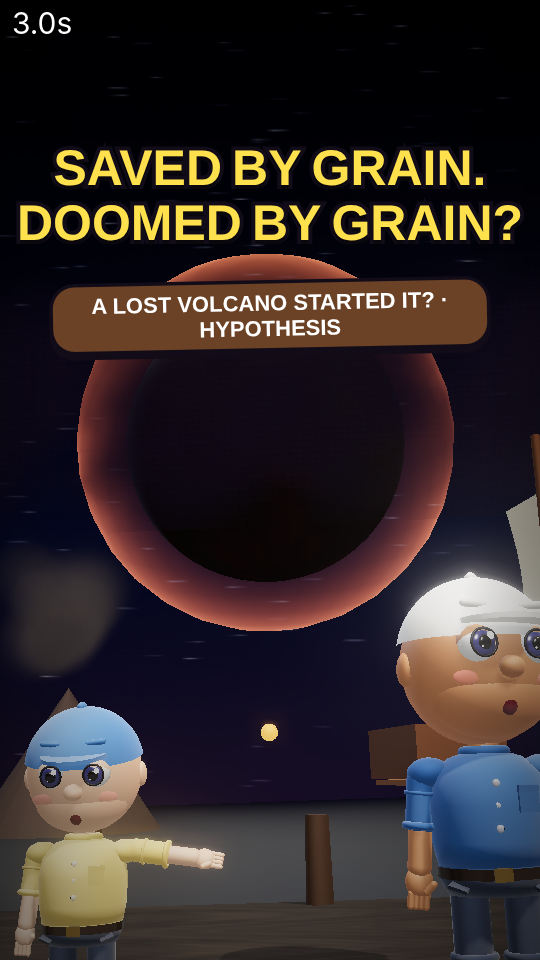 3.0s
SAVED BY GRAIN.
DOOMED BY GRAIN?
A LOST VOLCANO STARTED IT? ·
HYPOTHESIS